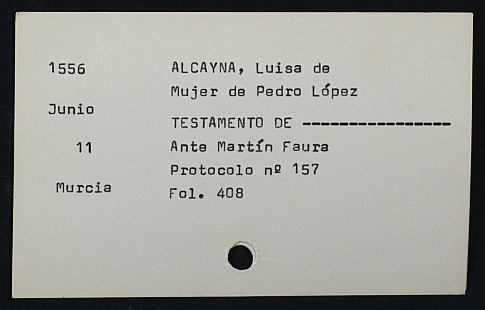 1556
Junio
11
Murcia
ALCAYNA, Luisa de
Mujer de Pedro López
TESTAMENTO DE ----------------
Ante Martín Faura
Protocolo nº 157
Fol. 408